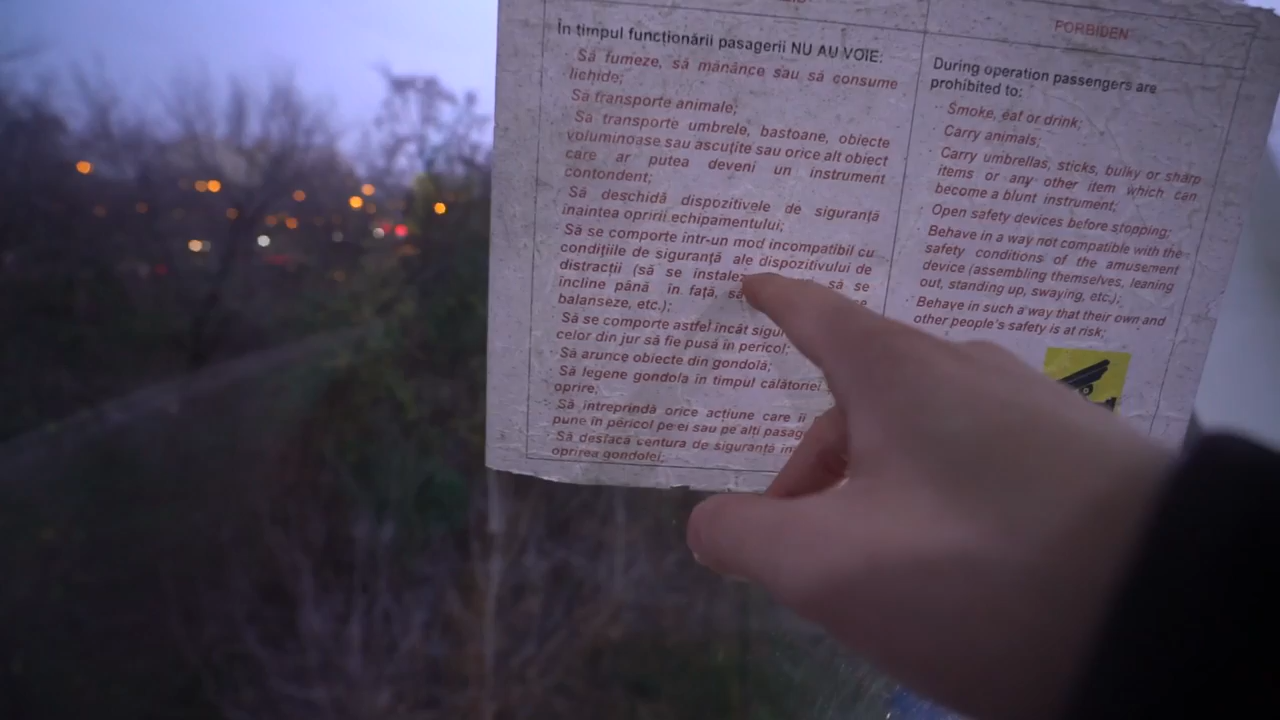 În timpul funcționării pasagerii NU AU VOIE:
Să fumeze, să mănânce sau să consume
lichide;
Să transporte animale;
Să transporte umbrele, bastoane, obiecte
voluminoase sau ascuțite sau orice alt obiect
care ar putea deveni un instrument
contondent;
Să deschidă dispozitivele de siguranță
înaintea opririi echipamentului;
Să se comporte într-un mod incompatibil cu
condițiile de siguranță ale dispozitivului de
distracții (să se instaleze să se
încline până în față, să se
balanseze, etc.);
Să se comporte astfel încât
celor din jur să fie pusă în pericol;
Să arunce obiecte din gondolă;
Să legene gondola în timpul călătoriei
oprire;
Să întreprindă orice acțiune care îi
pune în pericol pe ei sau pe alți
Să desfacă centura de siguranță
oprirea gondolei;
FORBIDEN
During operation passengers are
prohibited to:
Smoke, eat or drink;
Carry animals;
Carry umbrellas, sticks, bulky or sharp
items or any other item which can
become a blunt instrument;
Open safety devices before stopping;
Behave in a way not compatible with the
safety conditions of the amusement
device (assembling themselves, leaning
out, standing up, swaying, etc.);
Behave in such a way that their own and
other people's safety is at risk;